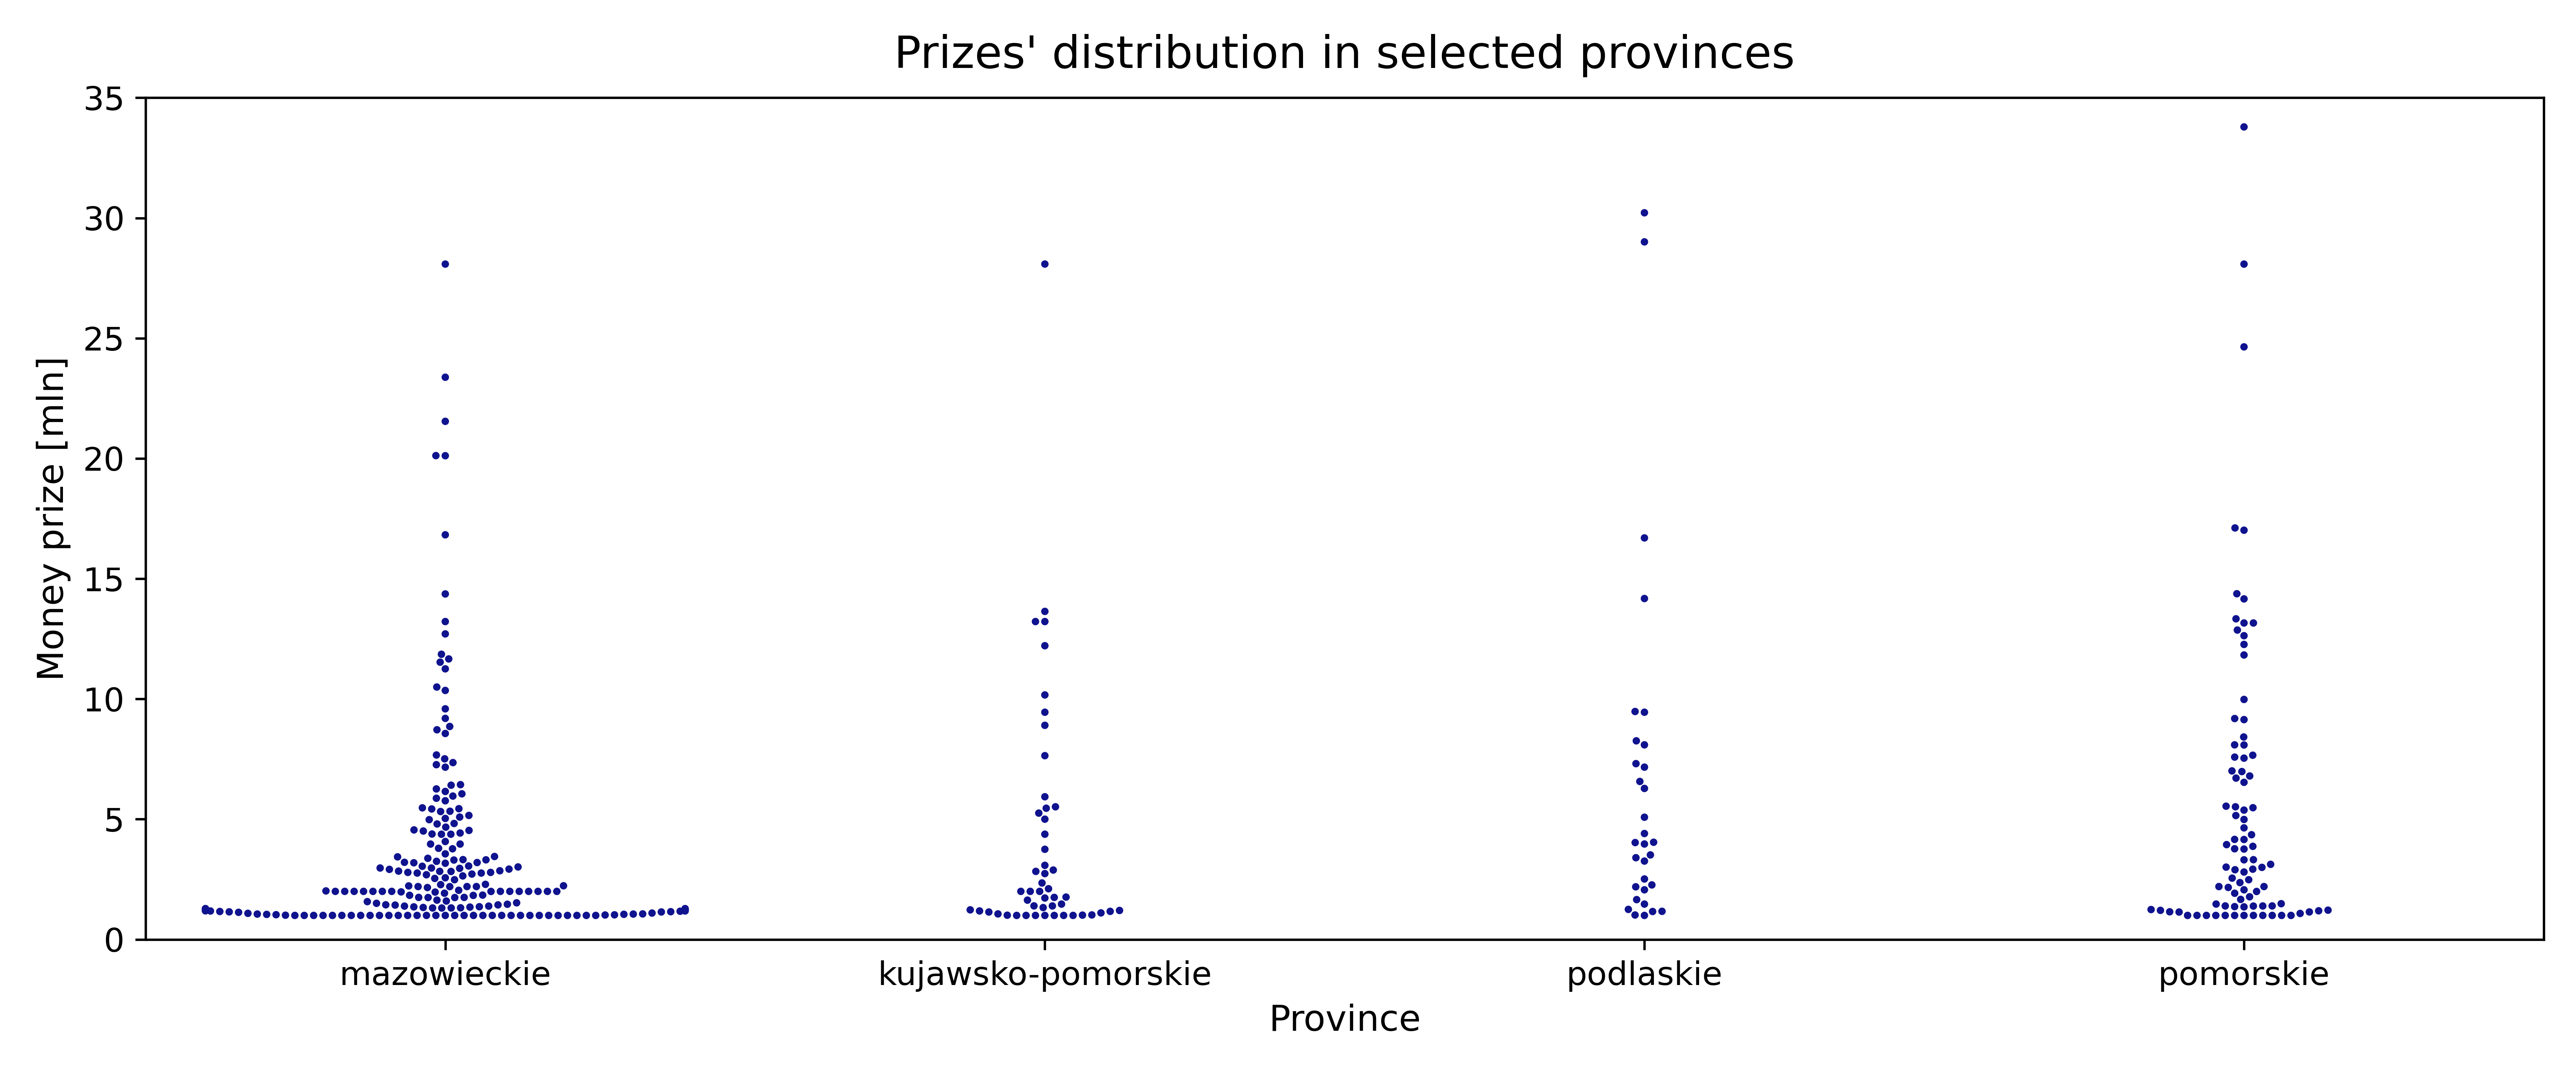 Prizes' distribution in selected provinces
Money prize [mln]
35
30
25
20
15
10
5
0
mazowieckie
kujawsko-pomorskie
podlaskie
pomorskie
Province